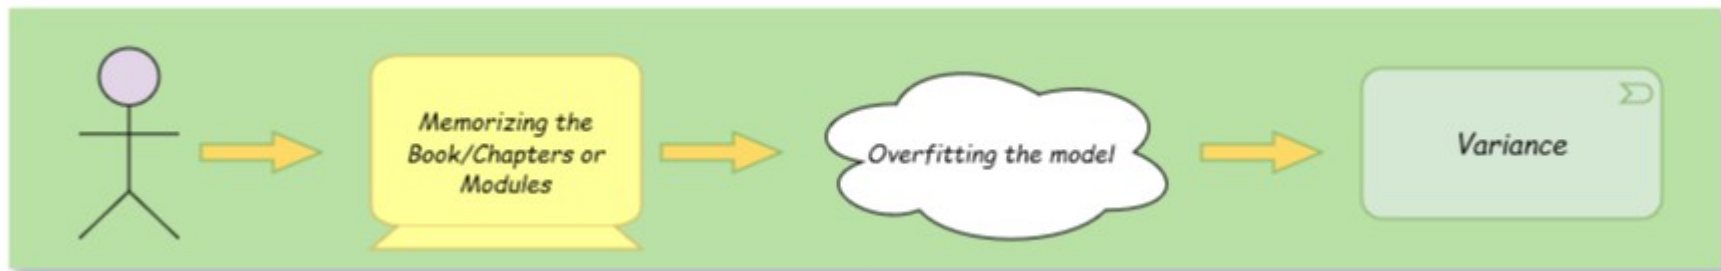 Memorizing the
Book/Chapters or
Modules
Overfitting the model
Variance